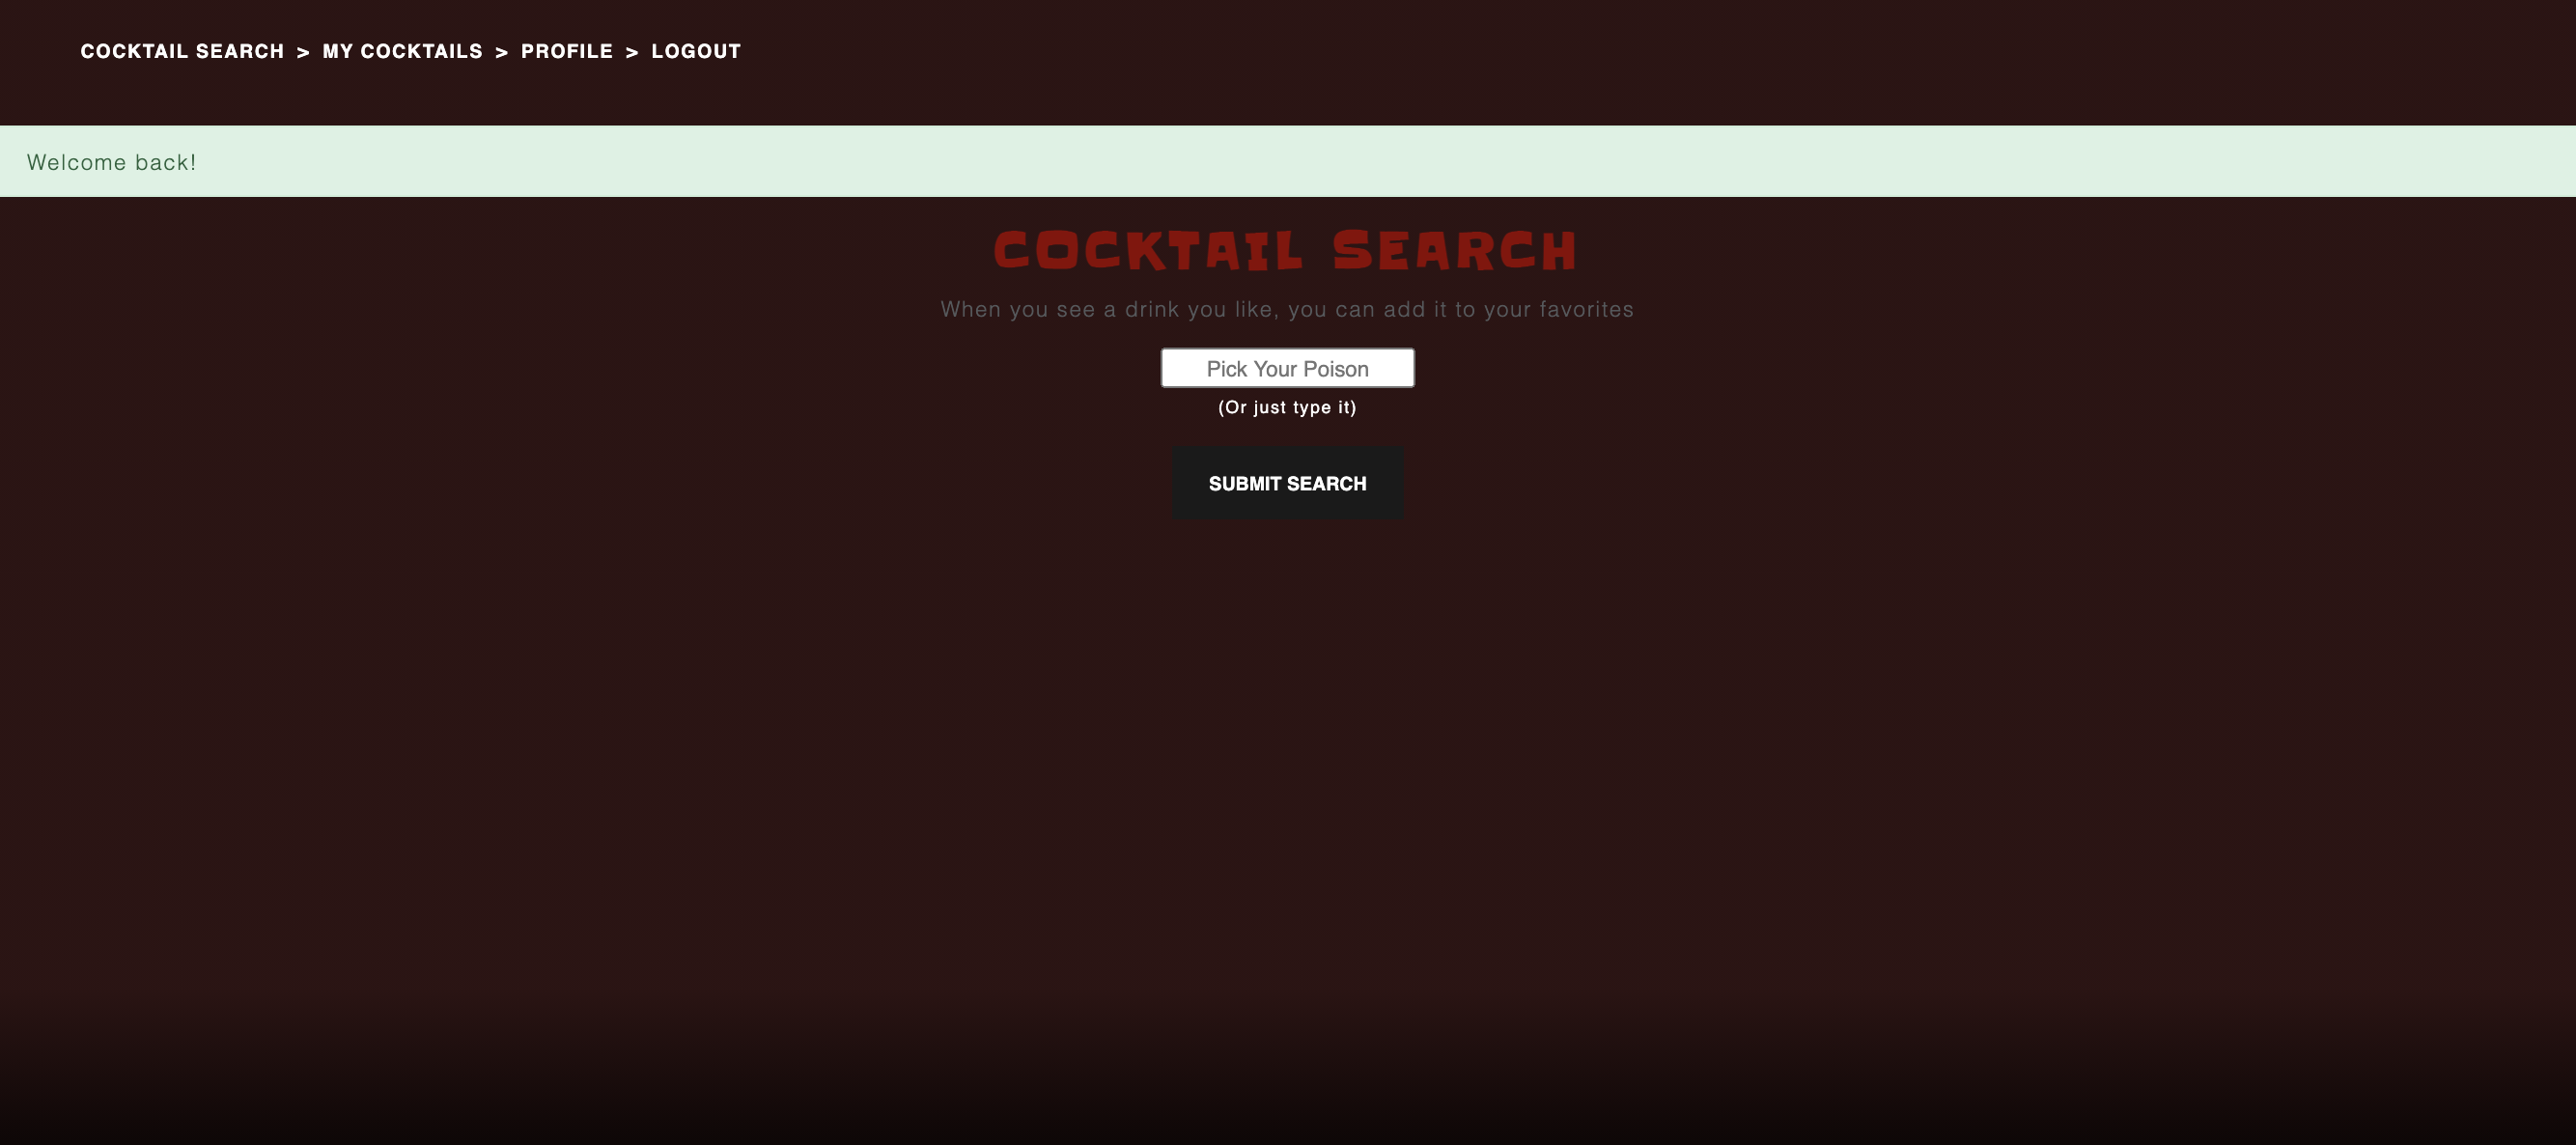 COCKTAIL SEARCH > MY COCKTAILS > PROFILE > LOGOUT
Welcome back!
COCKTAIL SEARCH
When you see a drink you like, you can add it to your favorites
Pick Your Poison
(Or just type it)
SUBMIT SEARCH